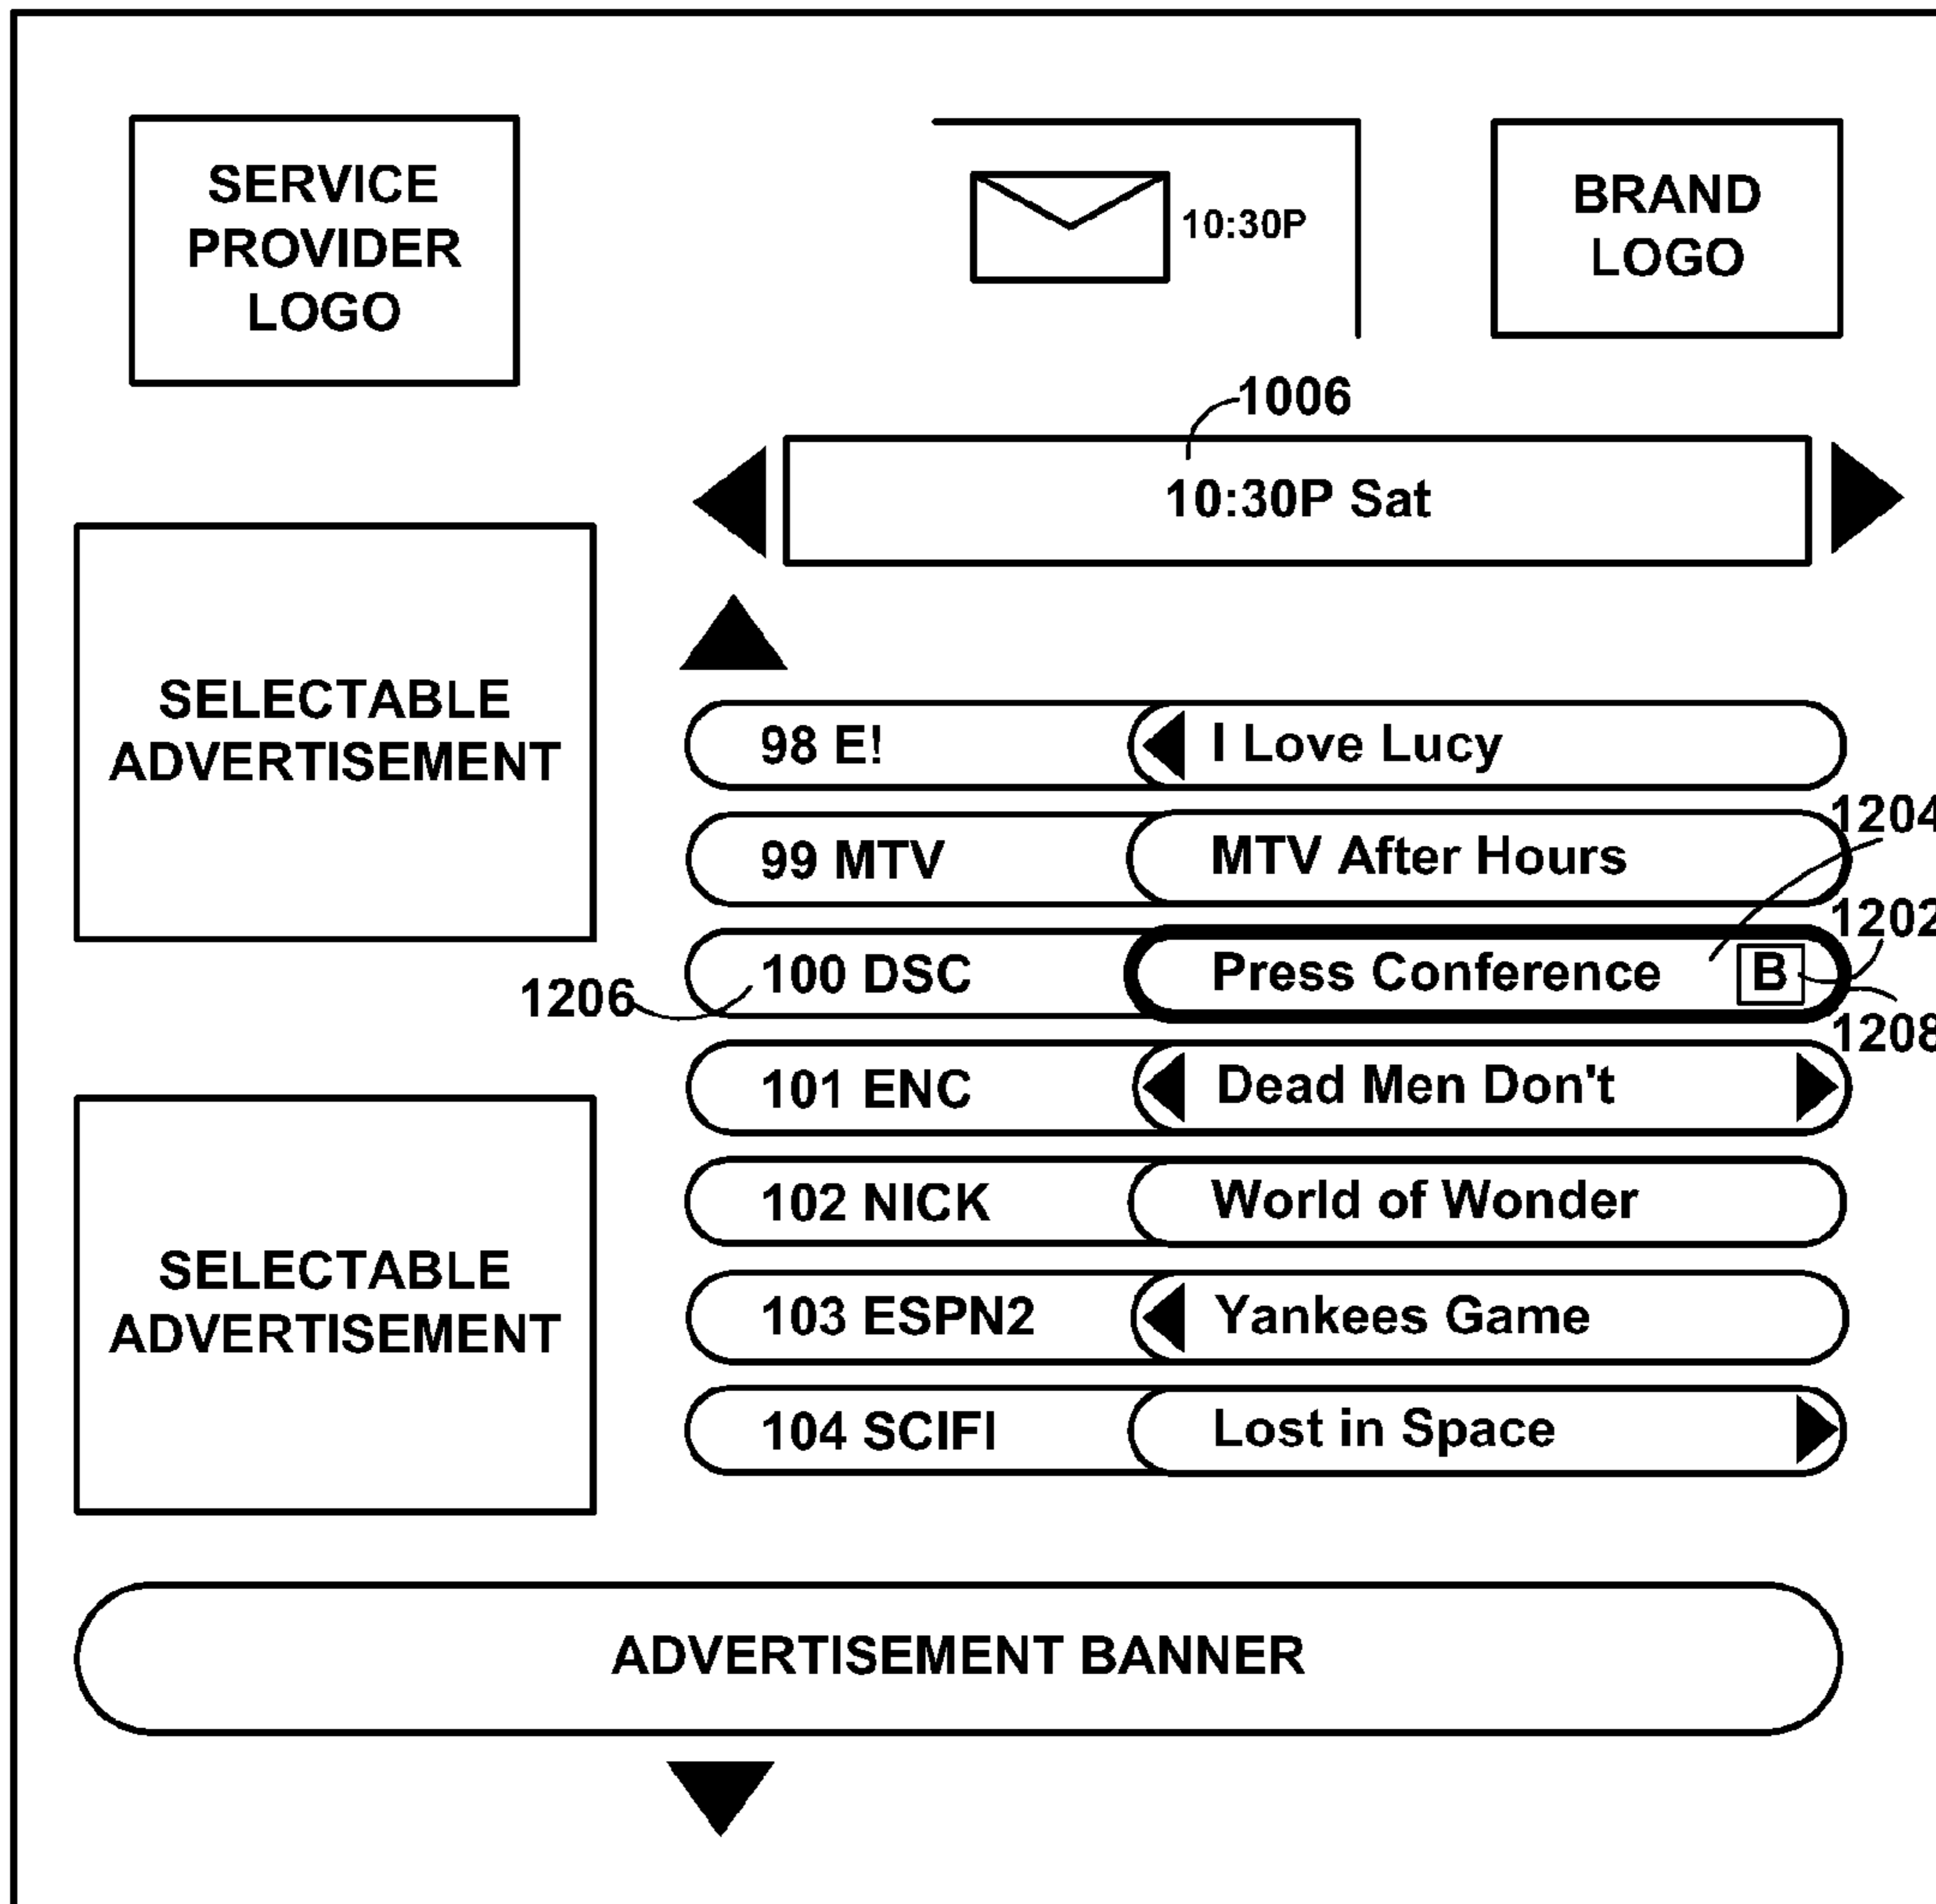 SERVICE
PROVIDER
LOGO
10:30P
BRAND
LOGO
1006
10:30P Sat
SELECTABLE
ADVERTISEMENT
98 E! I Love Lucy
1204
99 MTV MTV After Hours
1202
100 DSC Press Conference B
1206
1208
101 ENC Dead Men Don't
102 NICK World of Wonder
SELECTABLE
ADVERTISEMENT
103 ESPN2 Yankees Game
104 SCIFI Lost in Space
ADVERTISEMENT BANNER